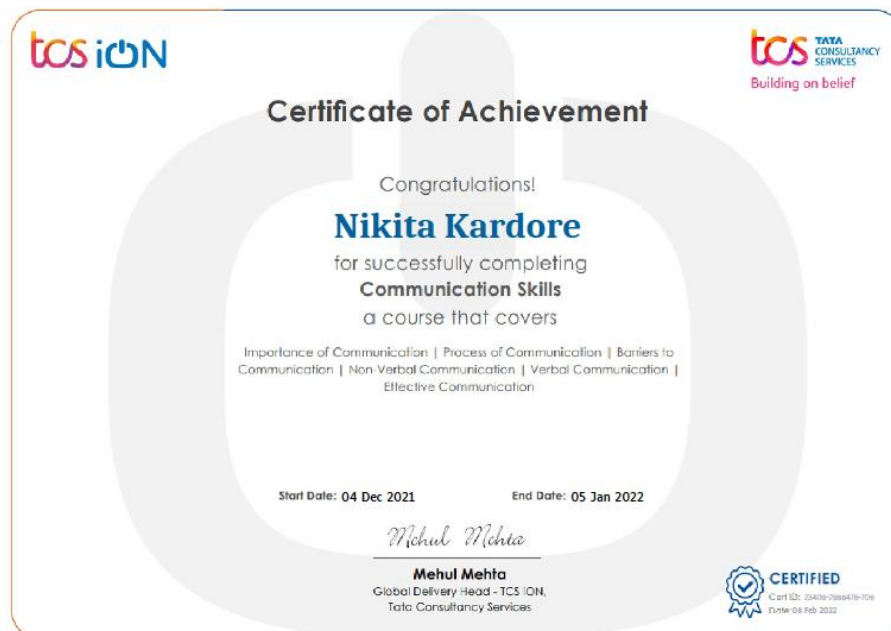 tcs iON
tcs TATA
CONSULTANCY
SERVICES
Building on belief
Certificate of Achievement
Congratulations!
Nikita Kardore
for successfully completing
Communication Skills
a course that covers
Importance of Communication | Process of Communication | Barriers to
Communication | Non-Verbal Communication | Verbal Communication |
Effective Communication
Start Date: 04 Dec 2021 End Date: 05 Jan 2022
Mehul Mehta
Mehul Mehta
Global Delivery Head - TCS iON,
Tata Consultancy Services
CERTIFIED
Cert ID:
Date: 08 Feb 2022